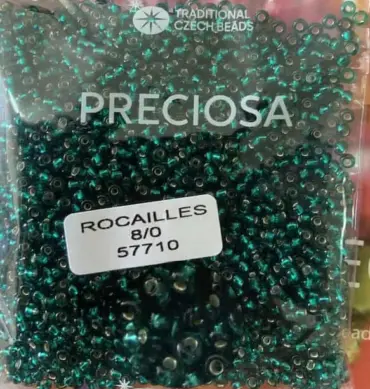 TRADITIONAL
CZECH BEADS
PRECIOSA
ROCAILLES
8/0
57710